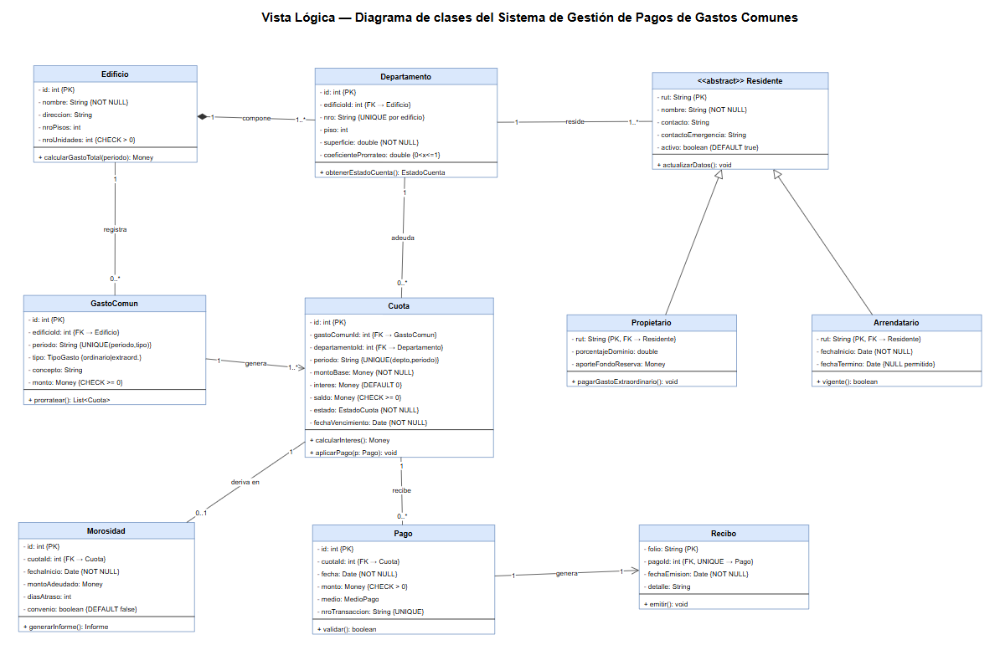 Vista Lógica — Diagrama de clases del Sistema de Gestión de Pagos de Gastos Comunes
Edificio
- id: int {PK}
- nombre: String {NOT NULL}
- direccion: String
- nroPisos: int
- nroUnidades: int {CHECK > 0}
+ calcularGastoTotal(periodo): Money
1
compone
1..*
Departamento
- id: int {PK}
- edificioId: int {FK → Edificio}
- nro: String {UNIQUE por edificio}
- piso: int
- superficie: double {NOT NULL}
- coeficienteProrrateo: double {0<x<=1}
+ obtenerEstadoCuenta(): EstadoCuenta
1
reside
1..*
<<abstract>> Residente
- rut: String {PK}
- nombre: String {NOT NULL}
- contacto: String
- contactoEmergencia: String
- activo: boolean {DEFAULT true}
+ actualizarDatos(): void
1
registra
0..*
1
adeuda
0..*
GastoComun
- id: int {PK}
- edificioId: int {FK → Edificio}
- periodo: String {UNIQUE(periodo,tipo)}
- tipo: TipoGasto {ordinario|extraord.}
- concepto: String
- monto: Money {CHECK >= 0}
+ prorratear(): List<Cuota>
1
genera
1..*
Cuota
- id: int {PK}
- gastoComunId: int {FK → GastoComun}
- departamentoId: int {FK → Departamento}
- periodo: String {UNIQUE(depto,periodo)}
- montoBase: Money {NOT NULL}
- interes: Money {DEFAULT 0}
- saldo: Money {CHECK >= 0}
- estado: EstadoCuota {NOT NULL}
- fechaVencimiento: Date {NOT NULL}
+ calcularInteres(): Money
+ aplicarPago(p: Pago): void
Propietario
- rut: String {PK, FK → Residente}
- porcentajeDominio: double
- aporteFondoReserva: Money
+ pagarGastoExtraordinario(): void
Arrendatario
- rut: String {PK, FK → Residente}
- fechaInicio: Date {NOT NULL}
- fechaTermino: Date {NULL permitido}
+ vigente(): boolean
1
deriva en
0..1
1
recibe
0..*
Morosidad
- id: int {PK}
- cuotaId: int {FK → Cuota}
- fechaInicio: Date {NOT NULL}
- montoAdeudado: Money
- diasAtraso: int
- convenio: boolean {DEFAULT false}
+ generarInforme(): Informe
Pago
- id: int {PK}
- cuotaId: int {FK → Cuota}
- fecha: Date {NOT NULL}
- monto: Money {CHECK > 0}
- medio: MedioPago
- nroTransaccion: String {UNIQUE}
+ validar(): boolean
1
genera
1
Recibo
- folio: String {PK}
- pagoId: int {FK, UNIQUE → Pago}
- fechaEmision: Date {NOT NULL}
- detalle: String
+ emitir(): void